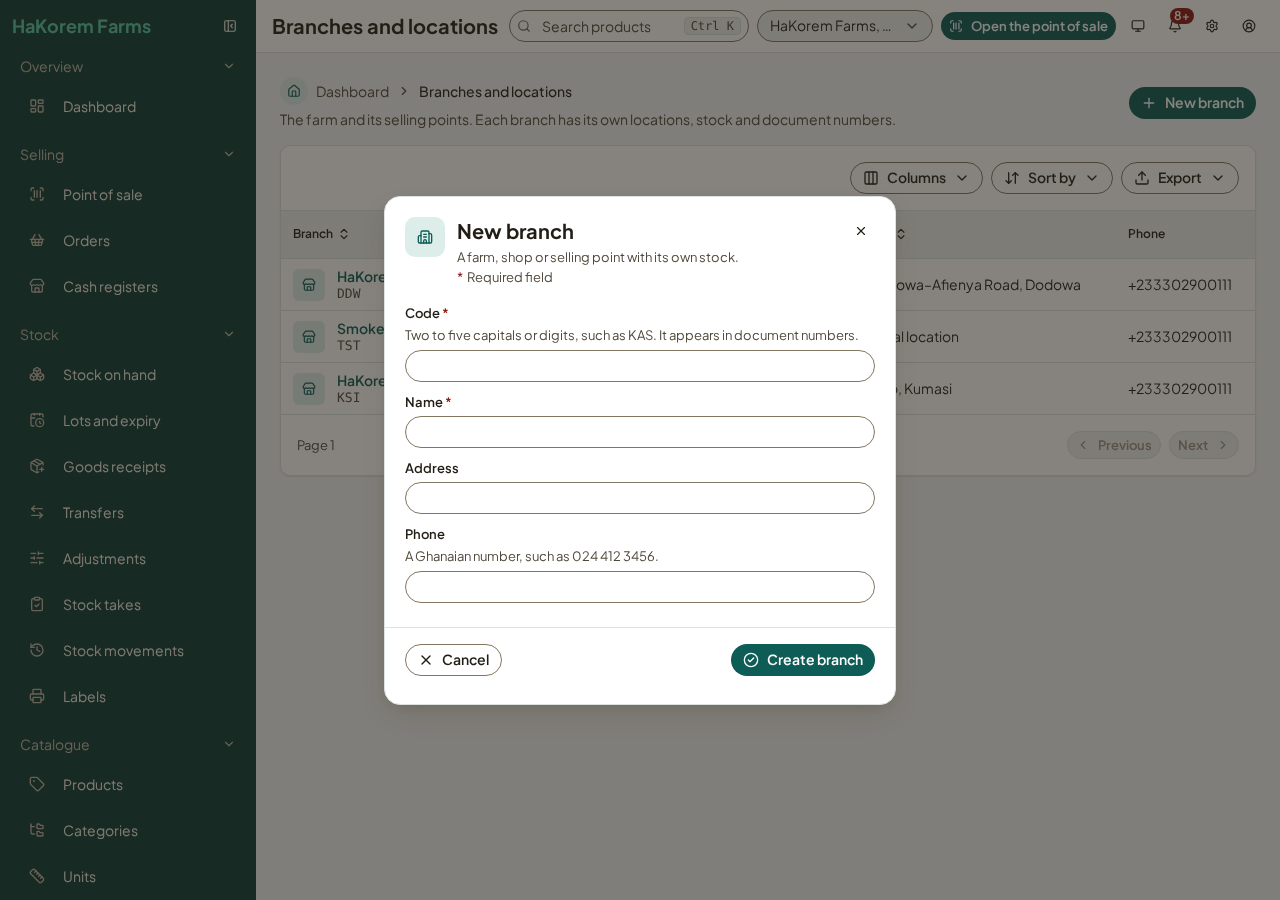 HaKorem Farms
Branches and locations
Search products
Ctrl K
HaKorem Farms, ...
Open the point of sale
8+
Overview
Dashboard
Selling
Point of sale
Orders
Cash registers
Stock
Stock on hand
Lots and expiry
Goods receipts
Transfers
Adjustments
Stock takes
Stock movements
Labels
Catalogue
Products
Categories
Units
Dashboard > Branches and locations
The farm and its selling points. Each branch has its own locations, stock and document numbers.
New branch
Columns
Sort by
Export
Branch
Phone
HaKore
DDW
owa–Afienya Road, Dodowa
+233302900111
Smoke
TST
al location
+233302900111
HaKore
KSI
, Kumasi
+233302900111
Page 1
Previous
Next
New branch
A farm, shop or selling point with its own stock.
* Required field
Code *
Two to five capitals or digits, such as KAS. It appears in document numbers.
Name *
Address
Phone
A Ghanaian number, such as 024 412 3456.
Cancel
Create branch